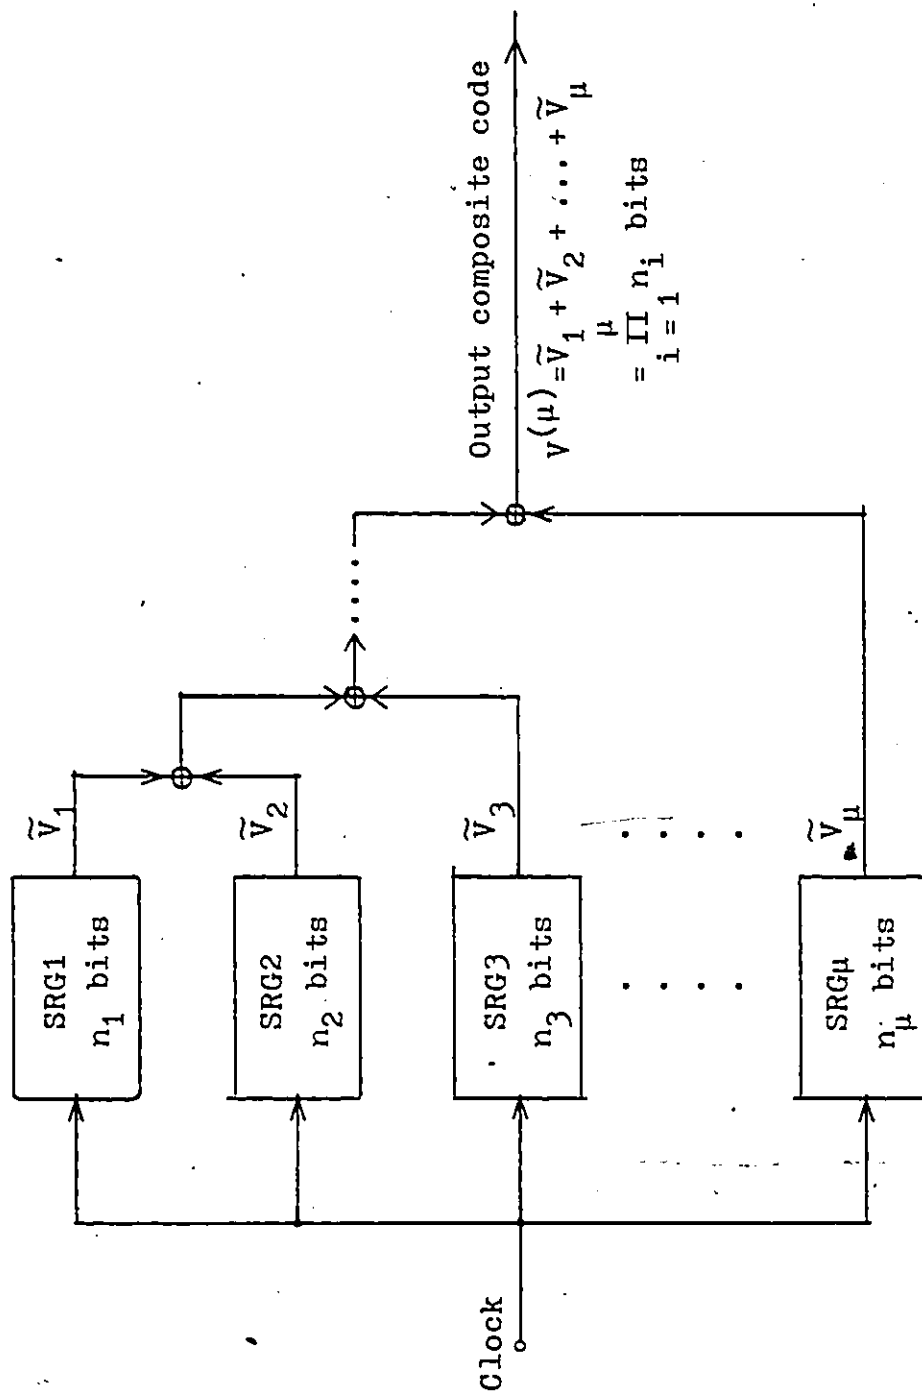 Clock
SRG1
n₁ bits
SRG2
n₂ bits
SRG3
n₃ bits
. . . .
SRGμ
nμ bits
Ṽ₁
Ṽ₂
Ṽ₃
. . . .
Ṽμ
. . . .
Output composite code
V⁽μ⁾=Ṽ₁ + Ṽ₂ + ... + Ṽμ
μ
= Π nᵢ bits
i = 1